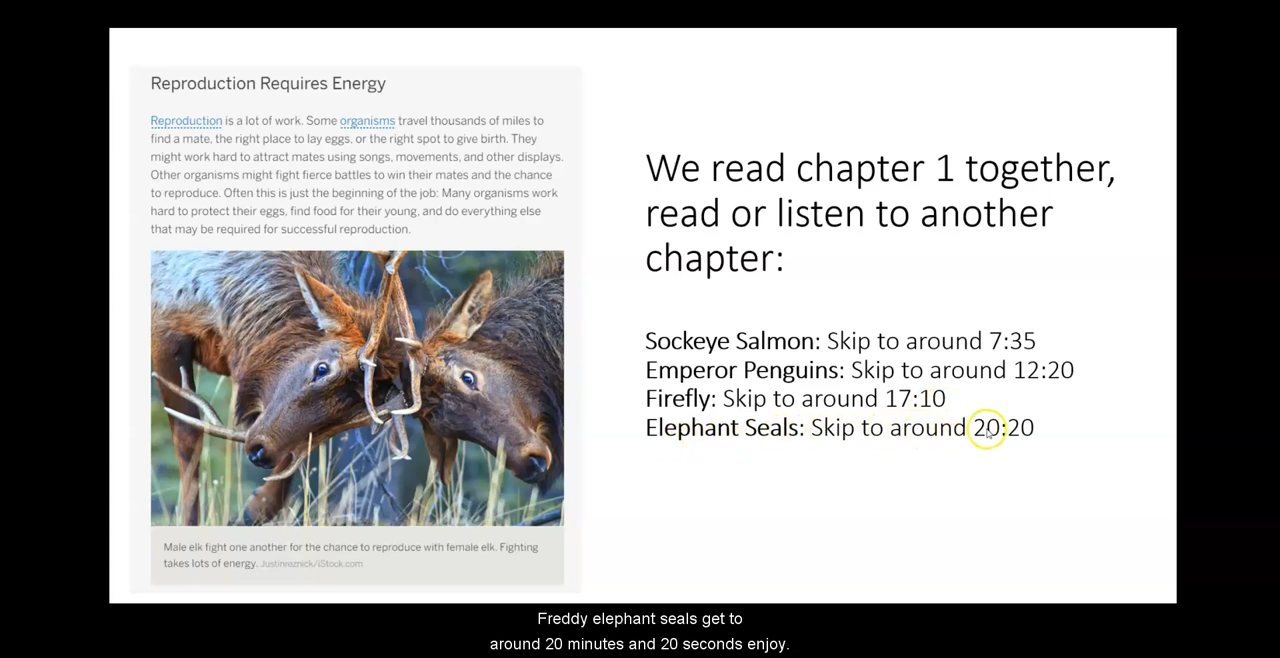 Reproduction Requires Energy
Reproduction is a lot of work. Some organisms travel thousands of miles to
find a mate, the right place to lay eggs, or the right spot to give birth. They
might work hard to attract mates using songs, movements, and other displays.
Other organisms might fight fierce battles to win their mates and the chance
to reproduce. Often this is just the beginning of the job: Many organisms work
hard to protect their eggs, find food for their young, and do everything else
that may be required for successful reproduction.
Male elk fight one another for the chance to reproduce with female elk. Fighting
takes lots of energy. Justinreznick/iStock.com
We read chapter 1 together,
read or listen to another
chapter:
Sockeye Salmon: Skip to around 7:35
Emperor Penguins: Skip to around 12:20
Firefly: Skip to around 17:10
Elephant Seals: Skip to around 20:20
Freddy elephant seals get to
around 20 minutes and 20 seconds enjoy.